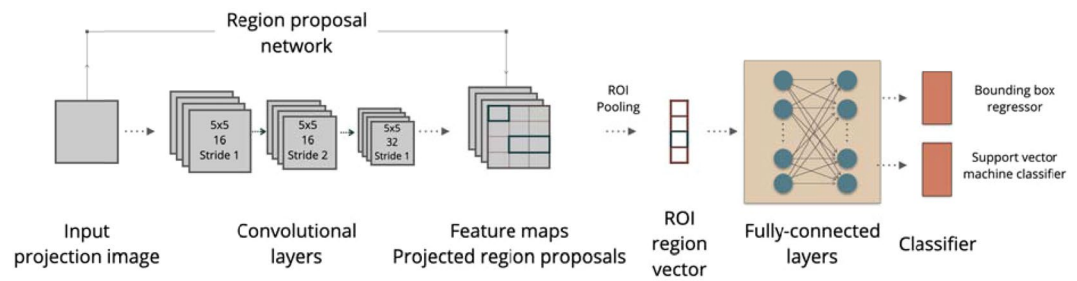 Region proposal
network
5x5
16
Stride 1
5x5
16
Stride 2
5x5
32
Stride 1
ROI
Pooling
Bounding box
regressor
Support vector
machine classifier
Input
projection image
Convolutional
layers
Feature maps
Projected region proposals
ROI
region
vector
Fully-connected
layers
Classifier